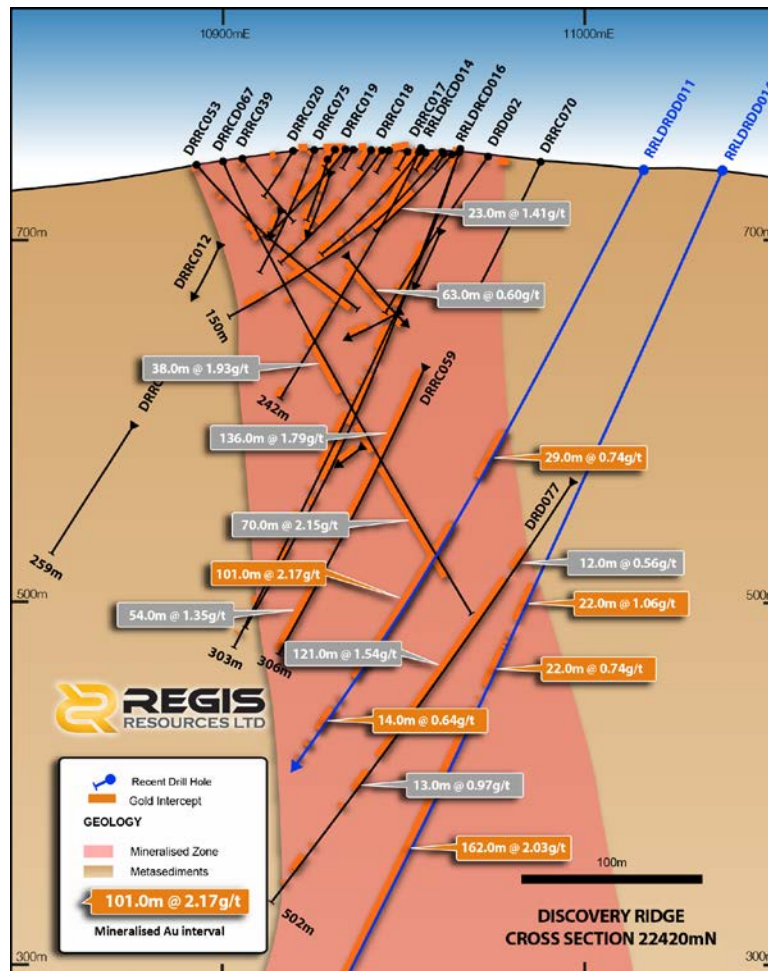 10900mE
11000mE
DRRC053
DRRCD067
DRRC039
DRRC020
DRRC075
DRRC019
DRRC018
DRRC017
RRLDRCD014
RRLDRCD016
DRD002
DRRC070
RRLDRDD011
23.0m @ 1.41g/t
700m
DRRC012
63.0m @ 0.60g/t
150m
38.0m @ 1.93g/t
DRRC059
242m
136.0m @ 1.79g/t
29.0m @ 0.74g/t
DRD077
70.0m @ 2.15g/t
259m
101.0m @ 2.17g/t
12.0m @ 0.56g/t
500m
54.0m @ 1.35g/t
22.0m @ 1.06g/t
303m
306m
121.0m @ 1.54g/t
22.0m @ 0.74g/t
REGIS
RESOURCES LTD
14.0m @ 0.64g/t
Recent Drill Hole
Gold Intercept
13.0m @ 0.97g/t
GEOLOGY
Mineralised Zone
162.0m @ 2.03g/t
Metasediments
100m
101.0m @ 2.17g/t
502m
Mineralised Au interval
DISCOVERY RIDGE
CROSS SECTION 22420mN
300m